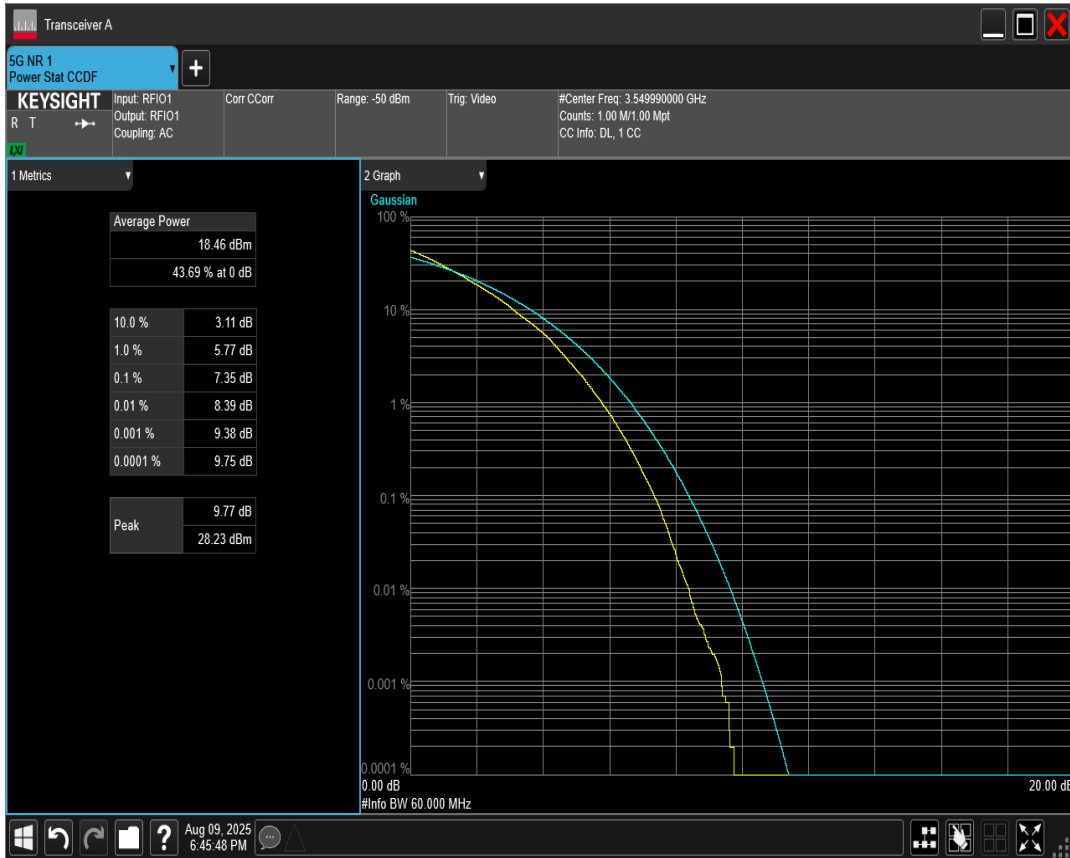 Transceiver A
5G NR 1
Power Stat CCDF
KEYSIGHT
R T
LXI
Input: RFIO1
Output: RFIO1
Coupling: AC
Corr CCorr
Range: -50 dBm
Trig: Video
#Center Freq: 3.549990000 GHz
Counts: 1.00 M/1.00 Mpt
CC Info: DL, 1 CC
1 Metrics
Average Power
18.46 dBm
43.69 % at 0 dB
10.0 % 3.11 dB
1.0 % 5.77 dB
0.1 % 7.35 dB
0.01 % 8.39 dB
0.001 % 9.38 dB
0.0001 % 9.75 dB
Peak
9.77 dB
28.23 dBm
2 Graph
Gaussian
100 %
10 %
1 %
0.1 %
0.01 %
0.001 %
0.0001 %
0.00 dB
20.00 dB
#Info BW 60.000 MHz
?
Aug 09, 2025
6:45:48 PM